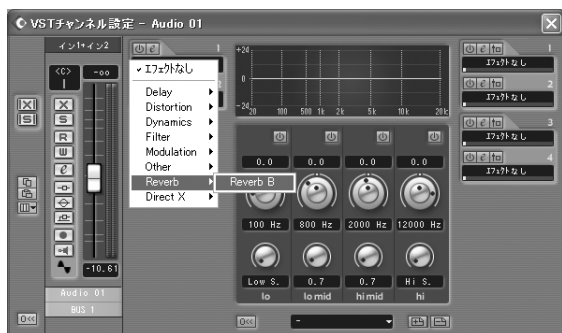 VSTチャンネル設定 - Audio 01
イン1+イン2
<C>
-oo
X
S
R
W
e
-10.61
Audio 01
BUS 1
1
✓ エフェクトなし
Delay
Distortion
Dynamics
Filter
Modulation
Other
Reverb
Direct X
Reverb B
+24
0
-24
20 100 500 1k 2k 5k 10k 20k
0.0 0.0 0.0 0.0
100 Hz 800 Hz 2000 Hz 12000 Hz
Low S. 0.7 0.7 Hi S.
lo lo mid hi mid hi
-
1
エフェクトなし
2
エフェクトなし
3
エフェクトなし
4
エフェクトなし